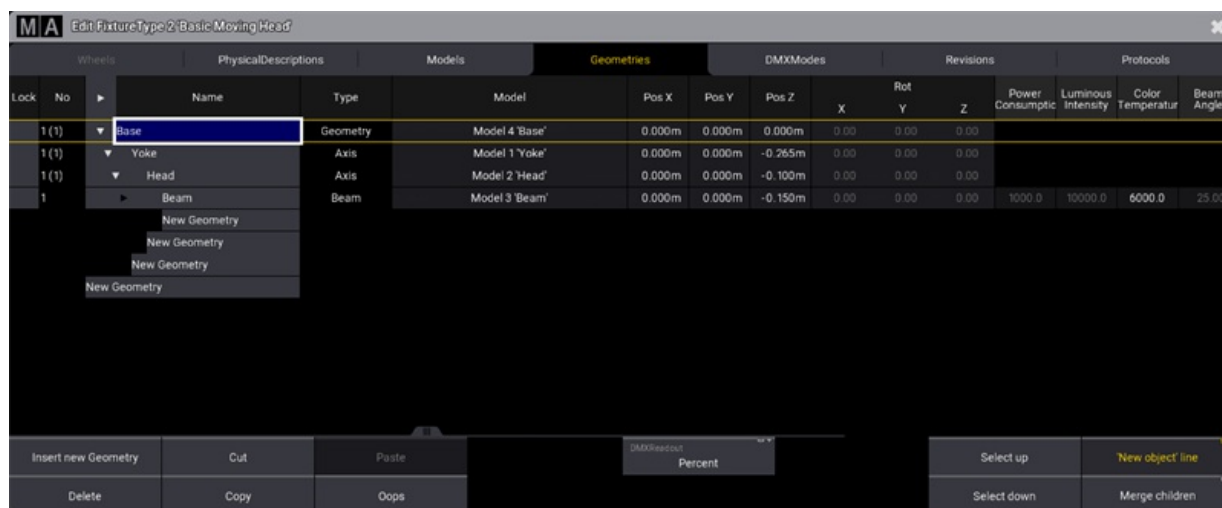 MA Edit FixtureType 2 'Basic Moving Head'
Wheels PhysicalDescriptions Models Geometries DMXModes Revisions Protocols
Lock No Name Type Model Pos X Pos Y Pos Z Rot X Y Z Power Consumptic Luminous Intensity Color Temperatur Beam Angle
1 (1) Base Geometry Model 4 'Base' 0.000m 0.000m 0.000m 0.00 0.00 0.00
1 (1) Yoke Axis Model 1 'Yoke' 0.000m 0.000m -0.265m 0.00 0.00 0.00
1 (1) Head Axis Model 2 'Head' 0.000m 0.000m -0.100m 0.00 0.00 0.00
1 Beam Beam Model 3 'Beam' 0.000m 0.000m -0.150m 0.00 0.00 0.00 1000.0 10000.0 6000.0 25.00
New Geometry
New Geometry
New Geometry
New Geometry
Insert new Geometry Cut Paste DMXReadout Percent Select up 'New object' line
Delete Copy Oops Select down Merge children